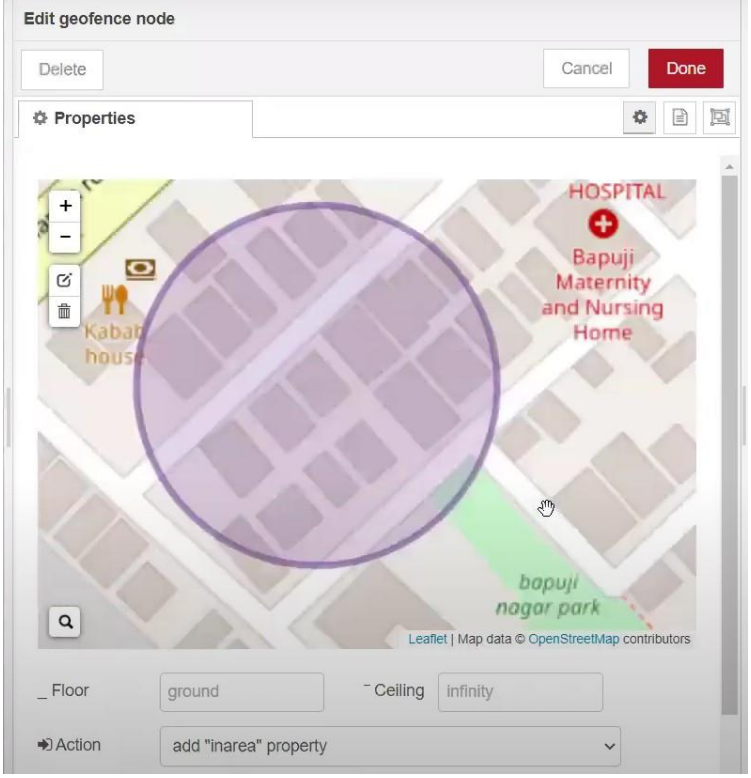 Edit geofence node
Delete
Cancel
Done
Properties
+
−
HOSPITAL
Bapuji
Maternity
and Nursing
Home
Kabab
house
bapuji
nagar park
Leaflet | Map data © OpenStreetMap contributors
Floor
ground
Ceiling
infinity
Action
add "inarea" property